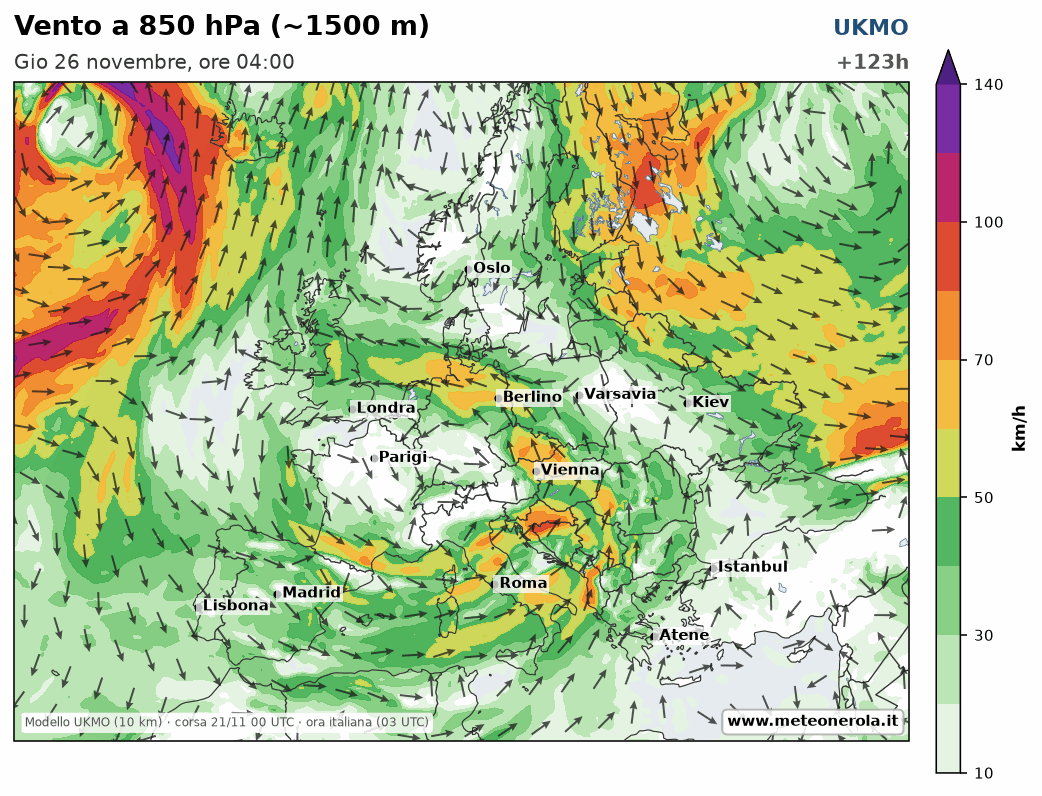 Vento a 850 hPa (~1500 m)
UKMO
Gio 26 novembre, ore 04:00
+123h
140
100
70
50
30
10
km/h
Oslo
Londra
Berlino
Varsavia
Kiev
Parigi
Vienna
Istanbul
Roma
Madrid
Lisbona
Atene
Modello UKMO (10 km) · corsa 21/11 00 UTC · ora italiana (03 UTC)
www.meteonerola.it